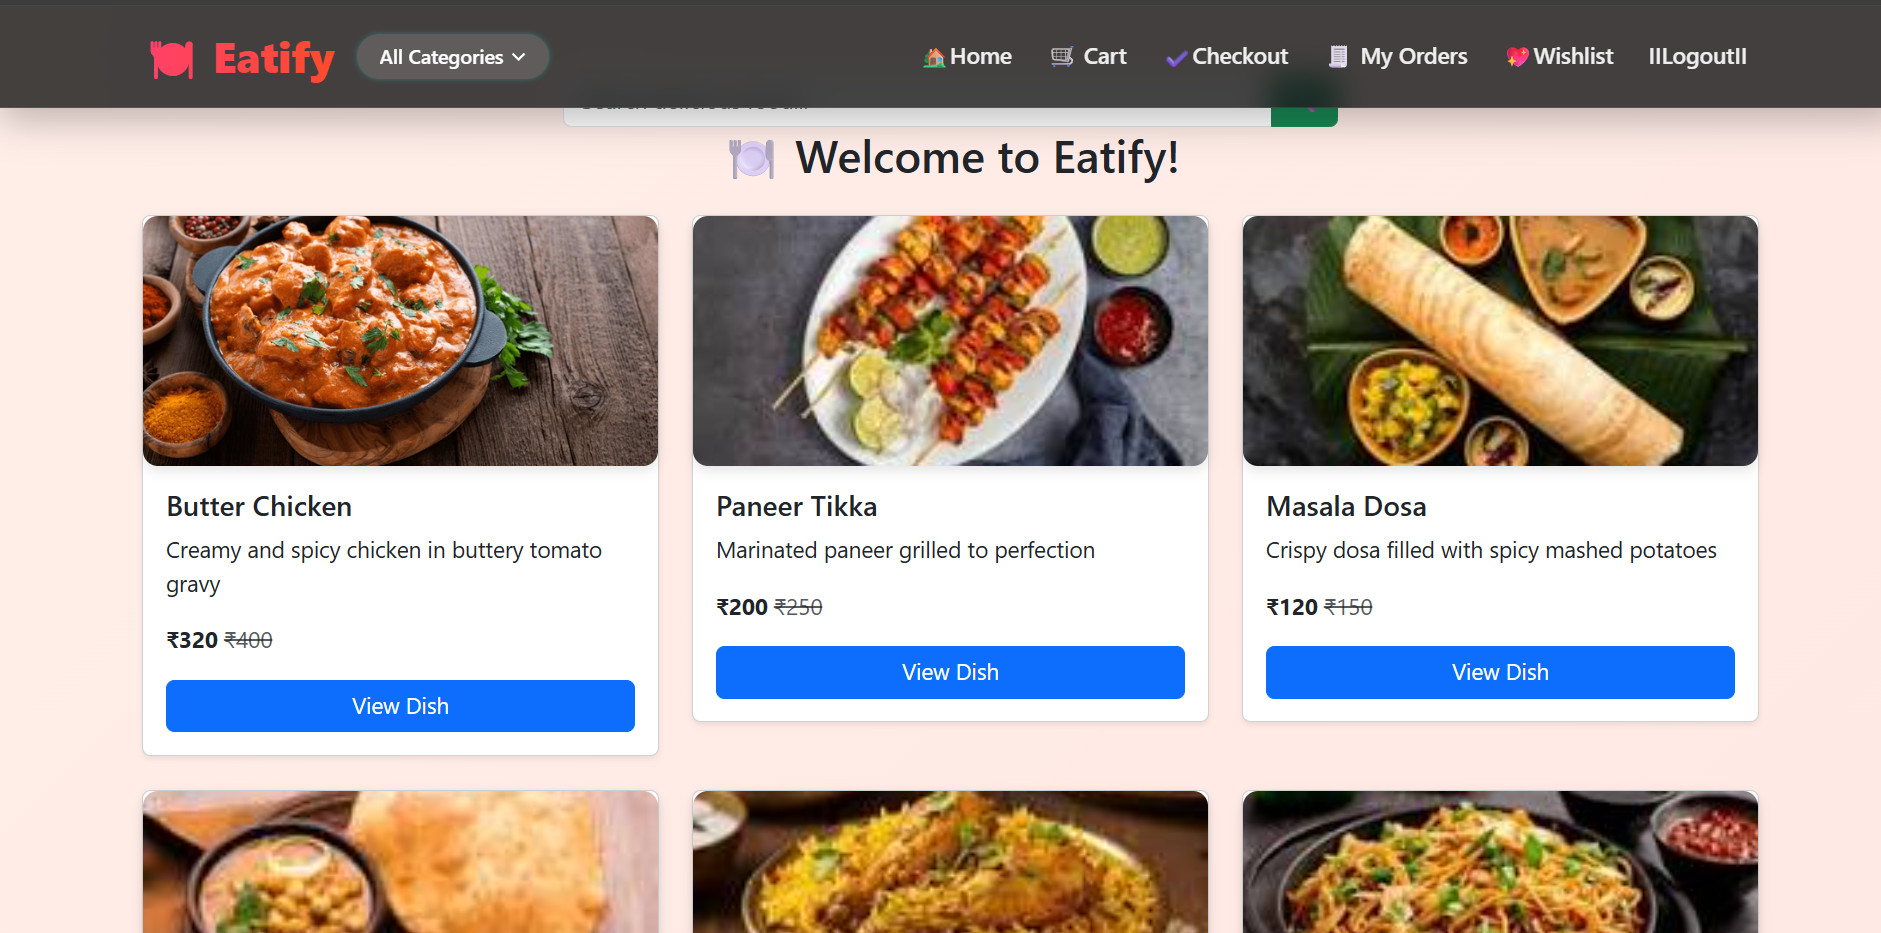 Eatify
All Categories
Home
Cart
Checkout
My Orders
Wishlist
IILogoutII
Welcome to Eatify!
Butter Chicken
Creamy and spicy chicken in buttery tomato
gravy
₹320 ₹400
View Dish
Paneer Tikka
Marinated paneer grilled to perfection
₹200 ₹250
View Dish
Masala Dosa
Crispy dosa filled with spicy mashed potatoes
₹120 ₹150
View Dish